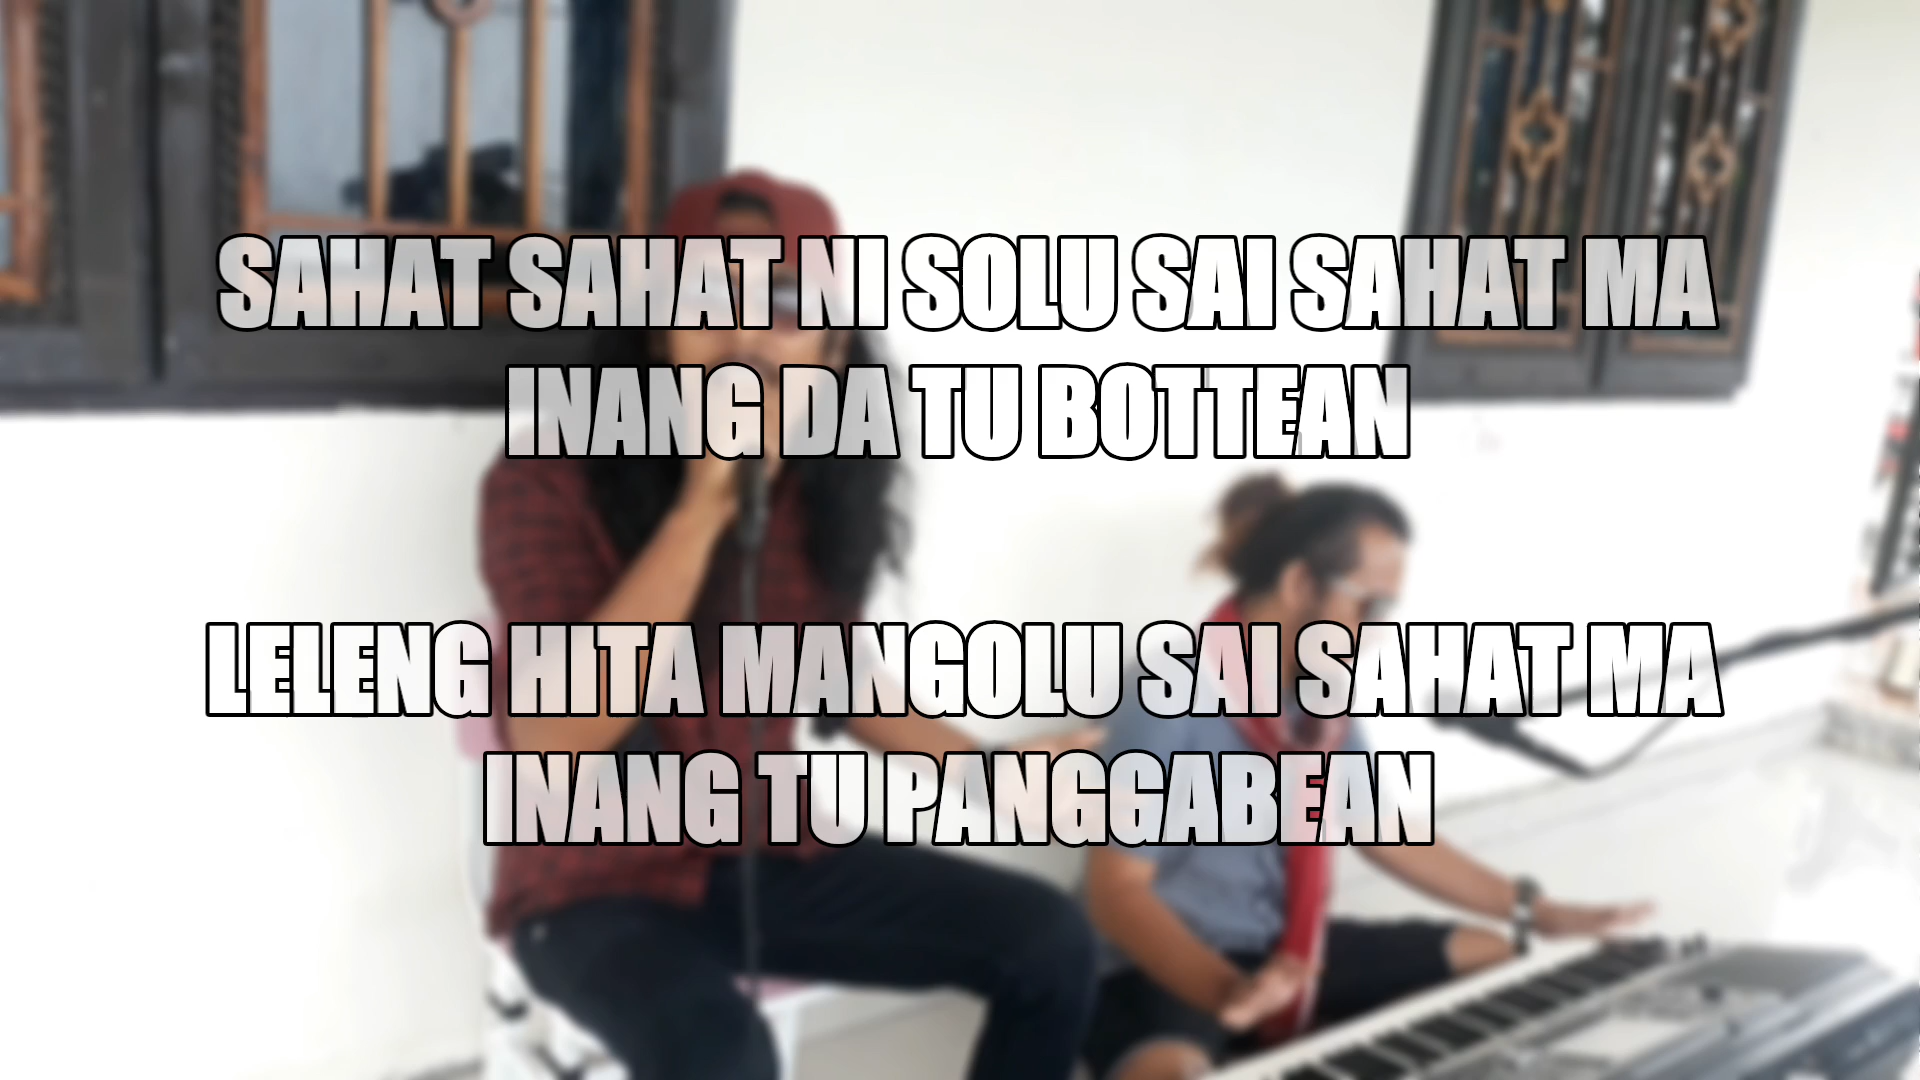 SAHAT SAHAT NI SOLU SAI SAHAT MA
INANG DA TU BOTTEAN
LELENG HITA MANGOLU SAI SAHAT MA
INANG TU PANGGABEAN